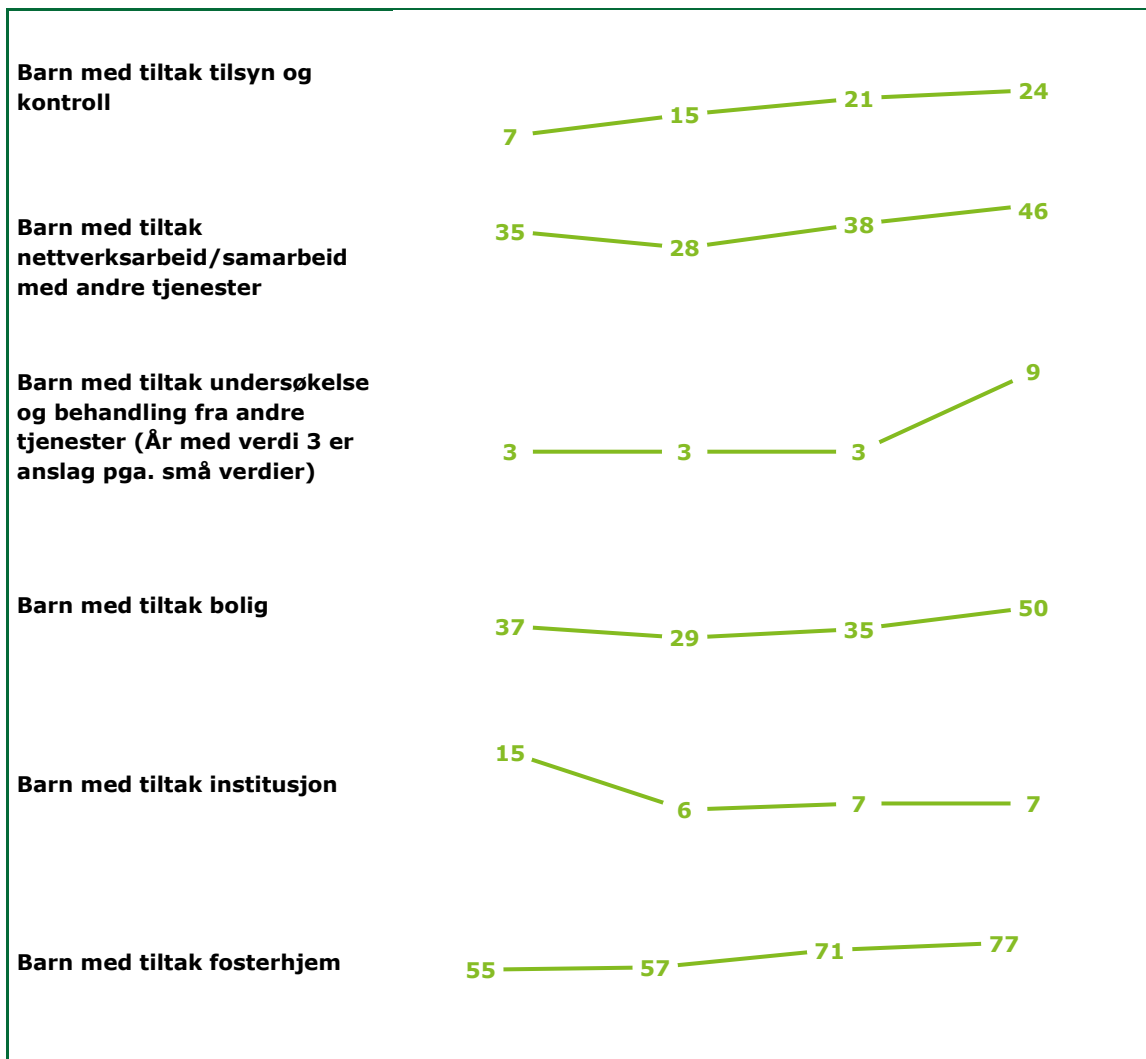 Barn med tiltak tilsyn og
kontroll
7 15 21 24
Barn med tiltak
nettverksarbeid/samarbeid
med andre tjenester
35 28 38 46
Barn med tiltak undersøkelse
og behandling fra andre
tjenester (År med verdi 3 er
anslag pga. små verdier)
3 3 3 9
Barn med tiltak bolig
37 29 35 50
Barn med tiltak institusjon
15 6 7 7
Barn med tiltak fosterhjem
55 57 71 77